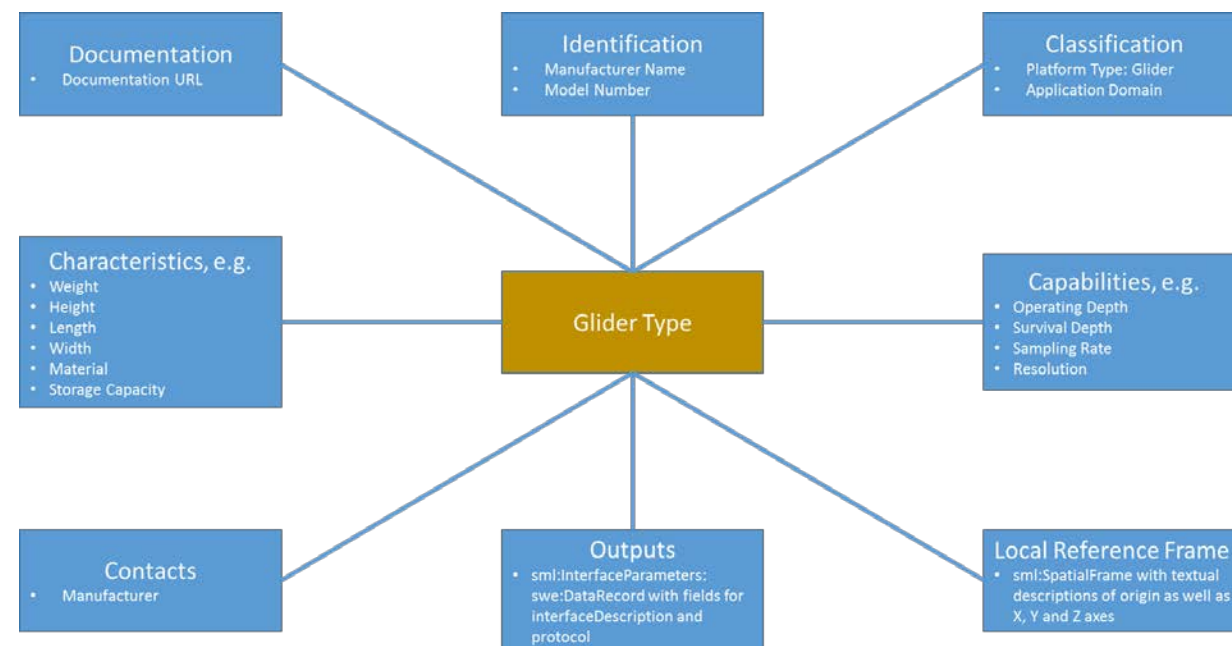 Documentation
• Documentation URL
Identification
• Manufacturer Name
• Model Number
Classification
• Platform Type: Glider
• Application Domain
Characteristics, e.g.
• Weight
• Height
• Length
• Width
• Material
• Storage Capacity
Glider Type
Capabilities, e.g.
• Operating Depth
• Survival Depth
• Sampling Rate
• Resolution
Contacts
• Manufacturer
Outputs
• sml:InterfaceParameters:
swe:DataRecord with fields for
interfaceDescription and
protocol
Local Reference Frame
• sml:SpatialFrame with textual
descriptions of origin as well as
X, Y and Z axes